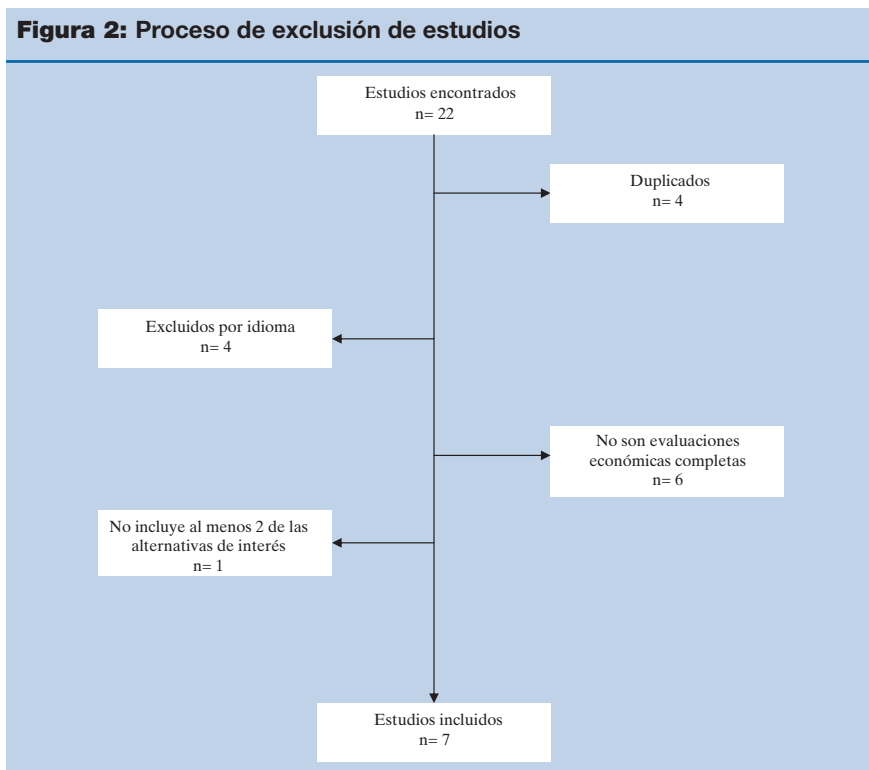 Figura 2: Proceso de exclusión de estudios
Estudios encontrados
n= 22
Duplicados
n= 4
Excluidos por idioma
n= 4
No son evaluaciones
económicas completas
n= 6
No incluye al menos 2 de las
alternativas de interés
n= 1
Estudios incluidos
n= 7